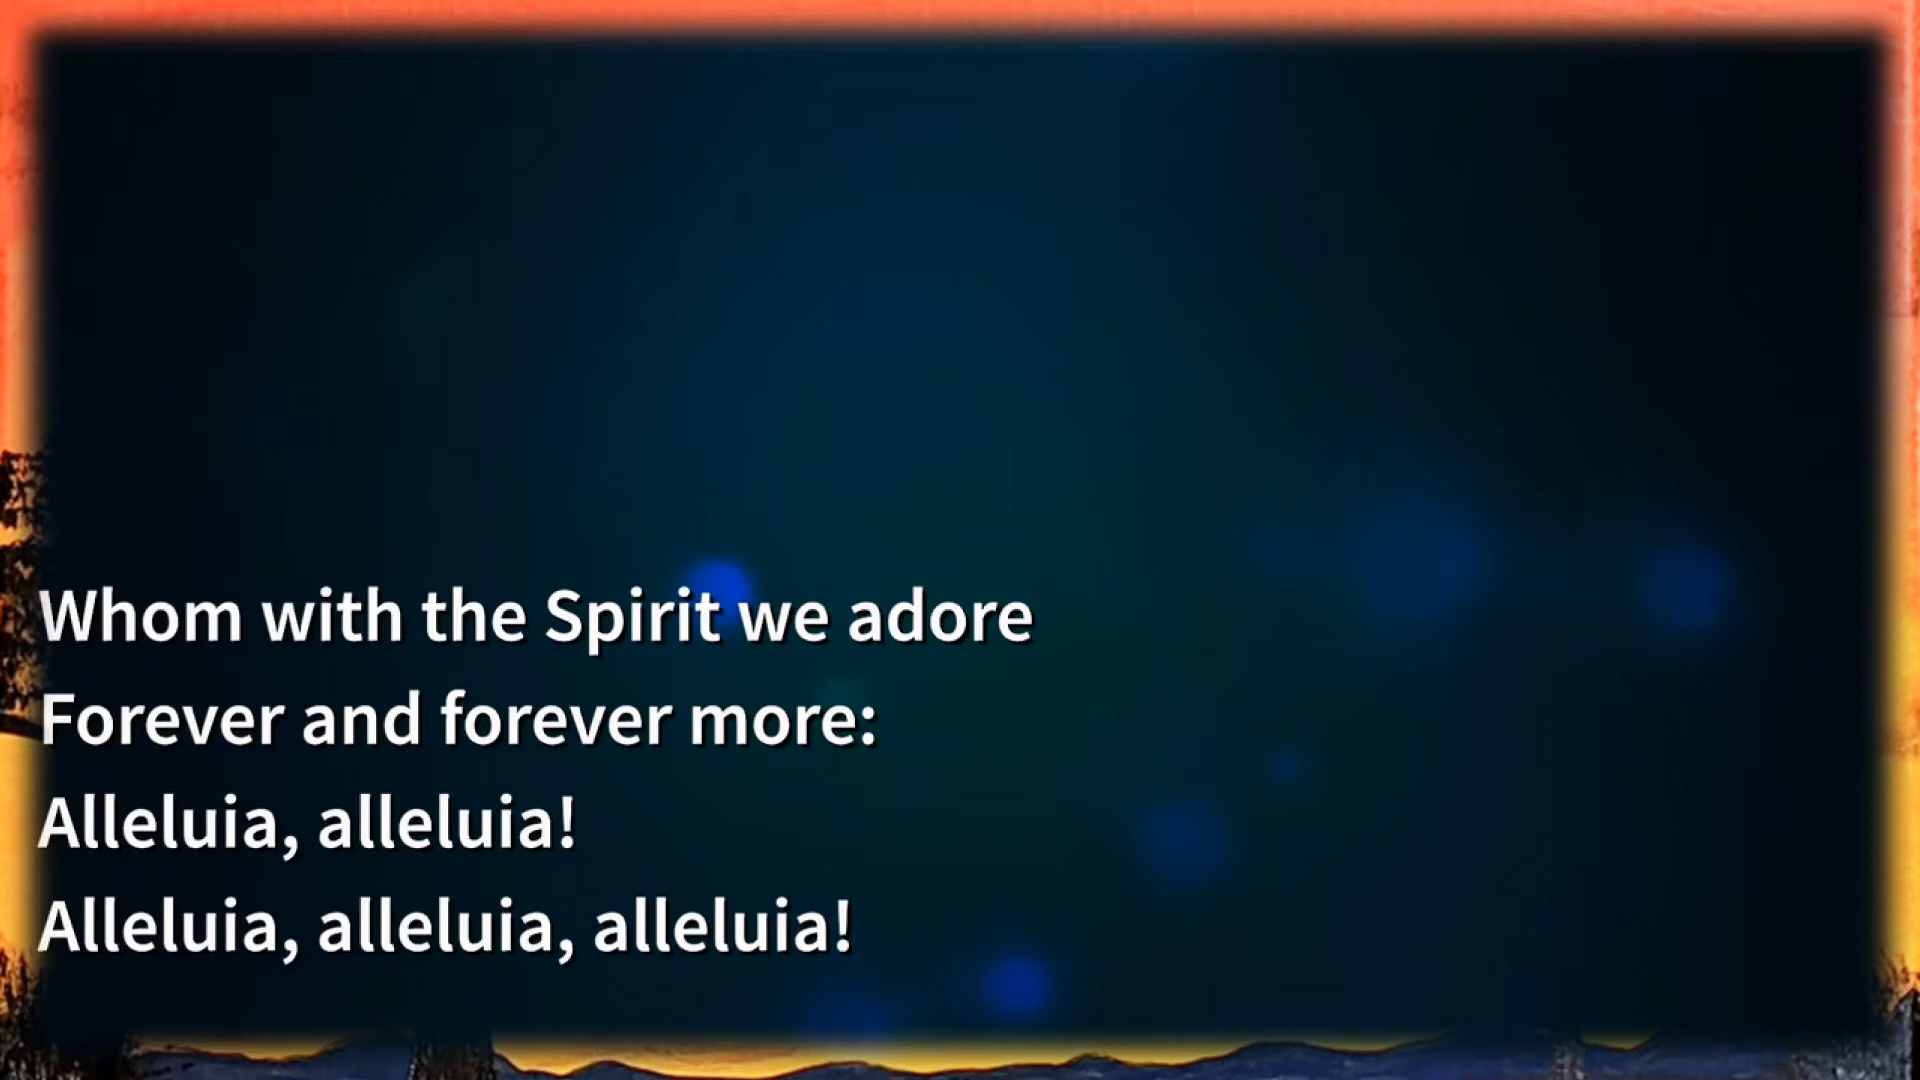 Whom with the Spirit we adore
Forever and forever more:
Alleluia, alleluia!
Alleluia, alleluia, alleluia!